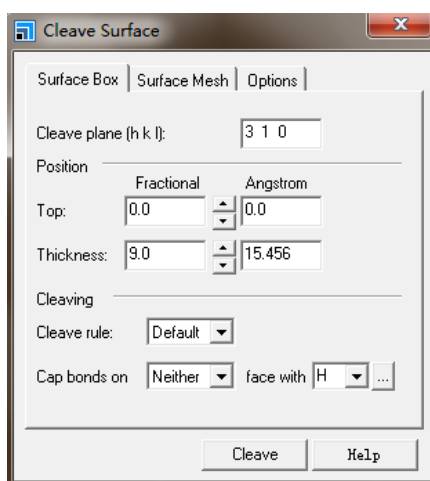 Cleave Surface
Surface Box Surface Mesh Options
Cleave plane (h k l): 3 1 0
Position
Fractional Angstrom
Top: 0.0 0.0
Thickness: 9.0 15.456
Cleaving
Cleave rule: Default
Cap bonds on Neither face with H ...
Cleave Help